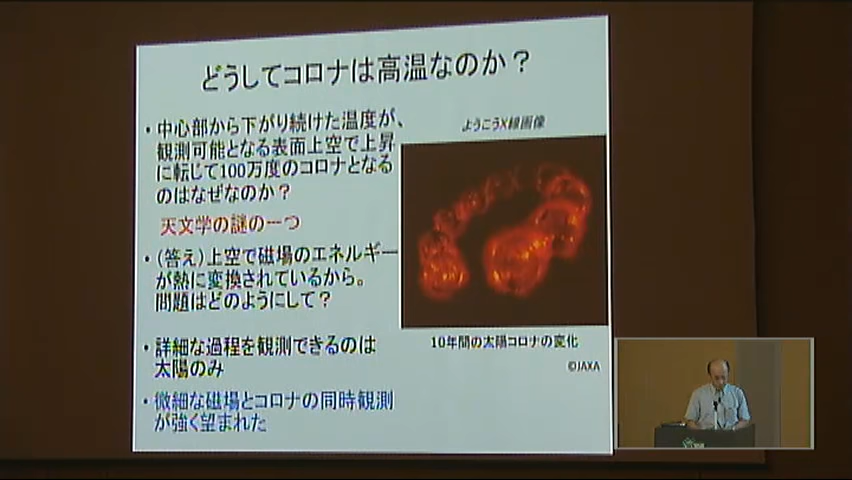 どうしてコロナは高温なのか？
・中心部から下がり続けた温度が、
観測可能となる表面上空で上昇
に転じて100万度のコロナとなる
のはなぜなのか？
天文学の謎の一つ
・(答え)上空で磁場のエネルギー
が熱に変換されているから。
問題はどのようにして？
・詳細な過程を観測できるのは
太陽のみ
・微細な磁場とコロナの同時観測
が強く望まれた
ようこうX線画像
10年間の太陽コロナの変化
©JAXA